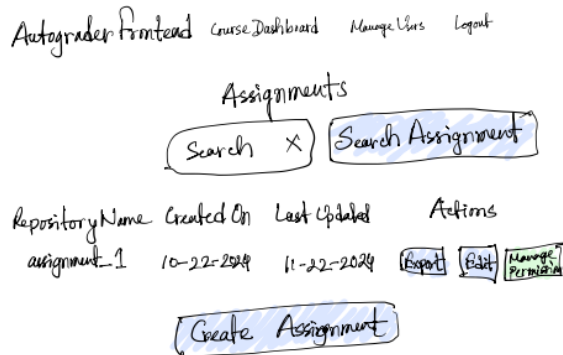 Autograder Frontend Course Dashboard Manage Users Logout
Assignments
Search X Search Assignment
Repository Name Created On Last Updated Actions
assignment_1 10-22-2024 11-22-2024 Export Edit Manage Permission
Create Assignment